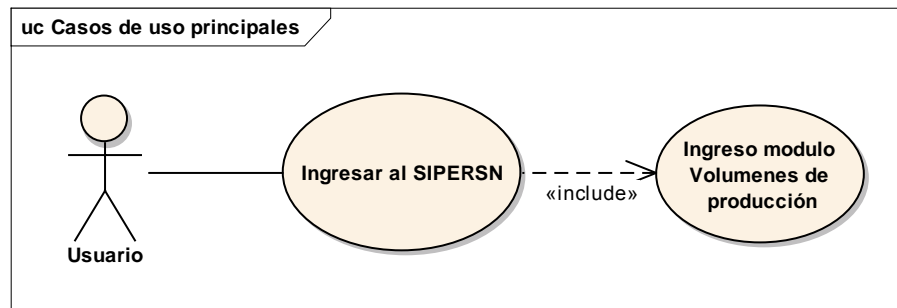 uc Casos de uso principales
Usuario
Ingresar al SIPERSN
«include»
Ingreso modulo
Volumenes de
producción